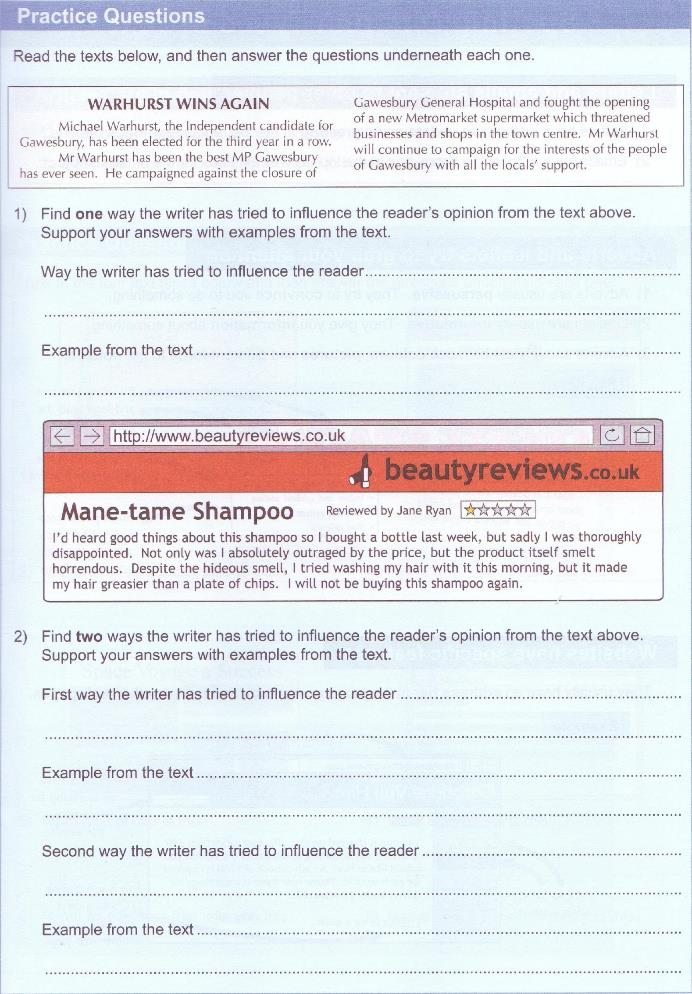 Practice Questions
Read the texts below, and then answer the questions underneath each one.
WARHURST WINS AGAIN
Michael Warhurst, the Independent candidate for
Gawesbury, has been elected for the third year in a row.
Mr Warhurst has been the best MP Gawesbury
has ever seen. He campaigned against the closure of
Gawesbury General Hospital and fought the opening
of a new Metromarket supermarket which threatened
businesses and shops in the town centre. Mr Warhurst
will continue to campaign for the interests of the people
of Gawesbury with all the locals' support.
1) Find one way the writer has tried to influence the reader's opinion from the text above.
Support your answers with examples from the text.
Way the writer has tried to influence the reader
Example from the text
http://www.beautyreviews.co.uk
beautyreviews.co.uk
Mane-tame Shampoo Reviewed by Jane Ryan
I'd heard good things about this shampoo so I bought a bottle last week, but sadly I was thoroughly
disappointed. Not only was I absolutely outraged by the price, but the product itself smelt
horrendous. Despite the hideous smell, I tried washing my hair with it this morning, but it made
my hair greasier than a plate of chips. I will not be buying this shampoo again.
2) Find two ways the writer has tried to influence the reader's opinion from the text above.
Support your answers with examples from the text.
First way the writer has tried to influence the reader
Example from the text
Second way the writer has tried to influence the reader
Example from the text